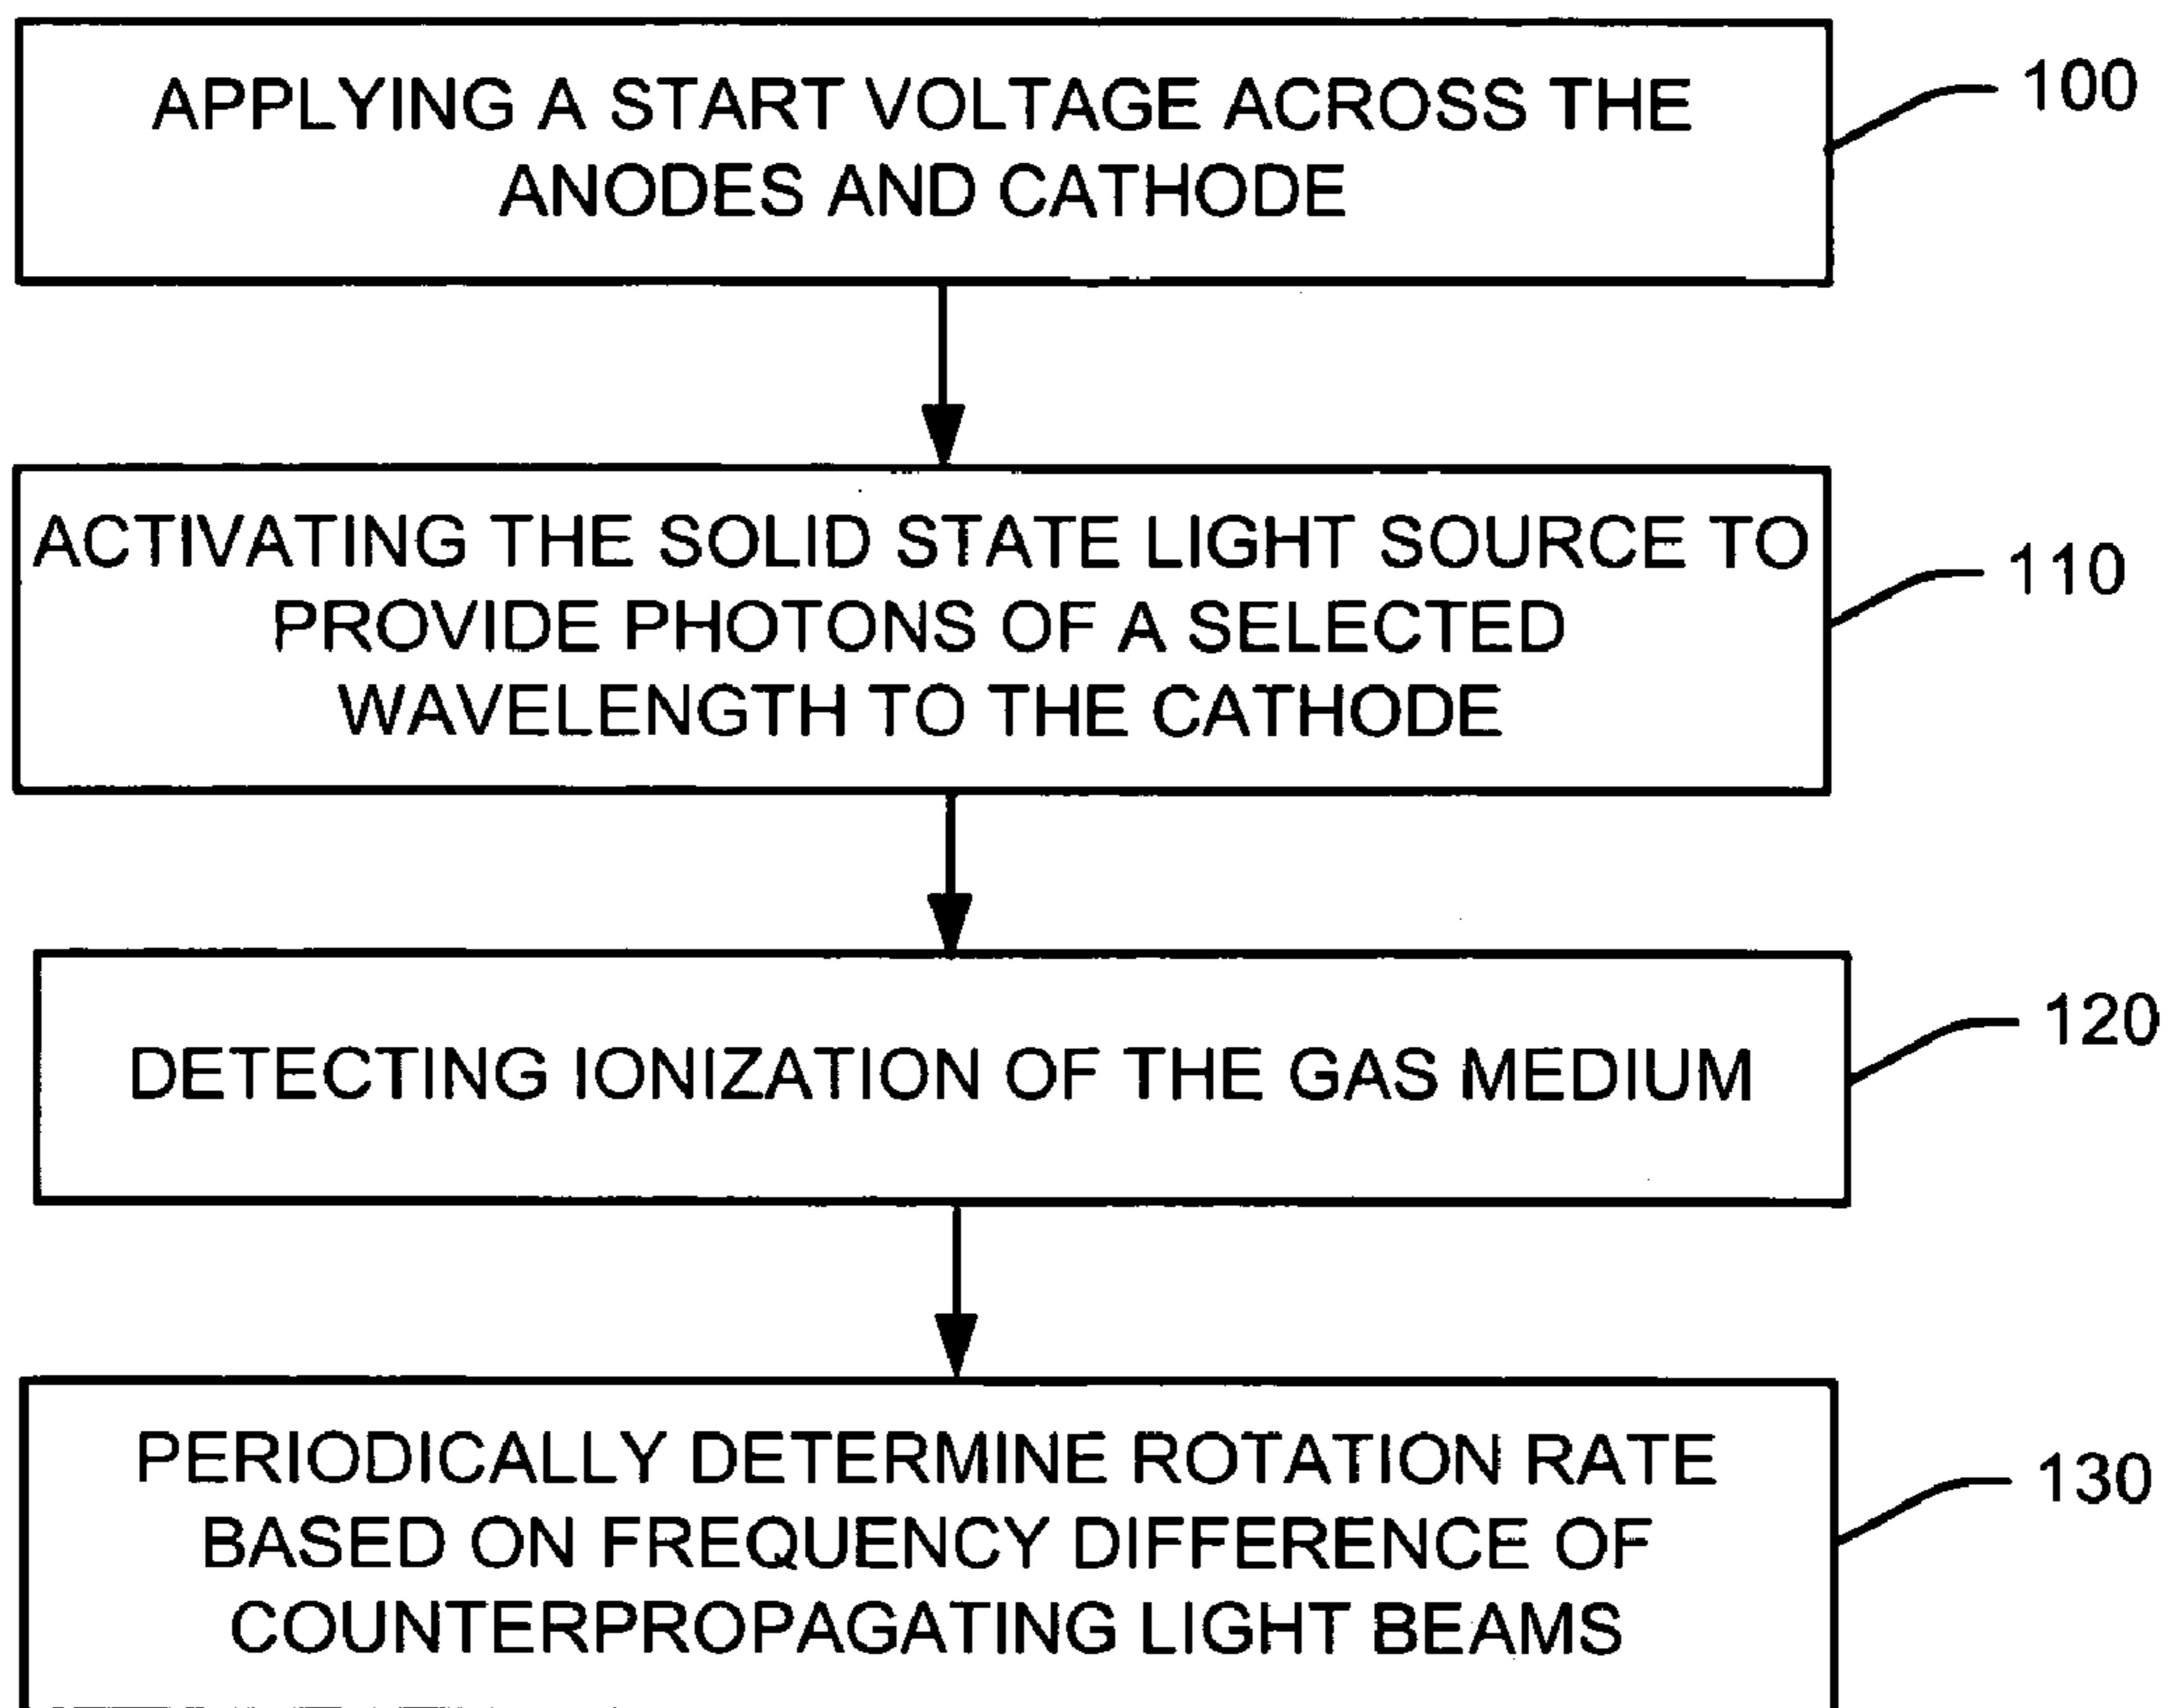 APPLYING A START VOLTAGE ACROSS THE
ANODES AND CATHODE
100
ACTIVATING THE SOLID STATE LIGHT SOURCE TO
PROVIDE PHOTONS OF A SELECTED
WAVELENGTH TO THE CATHODE
110
DETECTING IONIZATION OF THE GAS MEDIUM
120
PERIODICALLY DETERMINE ROTATION RATE
BASED ON FREQUENCY DIFFERENCE OF
COUNTERPROPAGATING LIGHT BEAMS
130